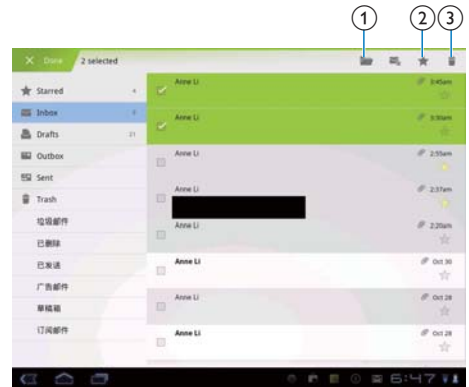 1 2 3
Done 2 selected
Starred 4
Inbox
Drafts 21
Outbox
Sent
Trash
垃圾邮件
已删除
已发送
广告邮件
草稿箱
订阅邮件
Anne Li 3:45am
Anne Li 3:30am
Anne Li 2:55am
Anne Li 2:37am
Anne Li 2:20am
Anne Li Oct 30
Anne Li Oct 28
Anne Li Oct 28
6:47